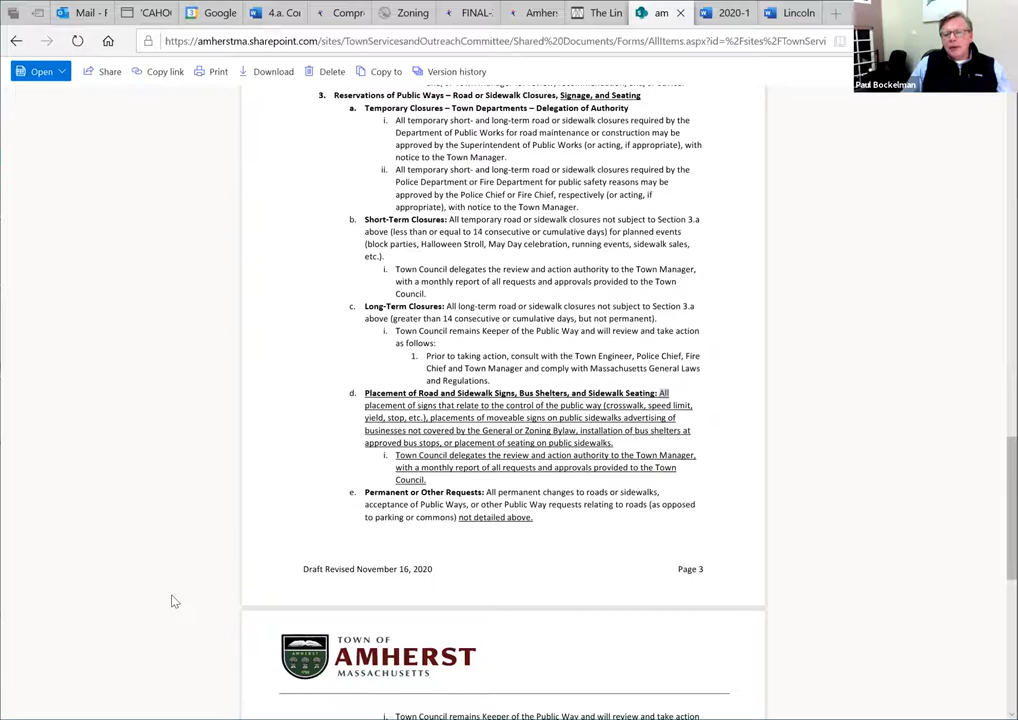 Mail - F
'CAHO
Google
4.a. Cor
Compr
Zoning
FINAL-
Amhers
The Lin
am
2020-1
Lincoln
https://amherstma.sharepoint.com/sites/TownServicesandOutreachCommittee/Shared%20Documents/Forms/AllItems.aspx?id=%2Fsites%2FTownServi
Open
Share
Copy link
Print
Download
Delete
Copy to
Version history
Paul Bockelman
3. Reservations of Public Ways – Road or Sidewalk Closures, Signage, and Seating
a. Temporary Closures – Town Departments – Delegation of Authority
i. All temporary short- and long-term road or sidewalk closures required by the
Department of Public Works for road maintenance or construction may be
approved by the Superintendent of Public Works (or acting, if appropriate), with
notice to the Town Manager.
ii. All temporary short- and long-term road or sidewalk closures required by the
Police Department or Fire Department for public safety reasons may be
approved by the Police Chief or Fire Chief, respectively (or acting, if
appropriate), with notice to the Town Manager.
b. Short-Term Closures: All temporary road or sidewalk closures not subject to Section 3.a
above (less than or equal to 14 consecutive or cumulative days) for planned events
(block parties, Halloween Stroll, May Day celebration, running events, sidewalk sales,
etc.).
i. Town Council delegates the review and action authority to the Town Manager,
with a monthly report of all requests and approvals provided to the Town
Council.
c. Long-Term Closures: All long-term road or sidewalk closures not subject to Section 3.a
above (greater than 14 consecutive or cumulative days, but not permanent).
i. Town Council remains Keeper of the Public Way and will review and take action
as follows:
1. Prior to taking action, consult with the Town Engineer, Police Chief, Fire
Chief and Town Manager and comply with Massachusetts General Laws
and Regulations.
d. Placement of Road and Sidewalk Signs, Bus Shelters, and Sidewalk Seating: All
placement of signs that relate to the control of the public way (crosswalk, speed limit,
yield, stop, etc.), placements of moveable signs on public sidewalks advertising of
businesses not covered by the General or Zoning Bylaw, installation of bus shelters at
approved bus stops, or placement of seating on public sidewalks.
i. Town Council delegates the review and action authority to the Town Manager,
with a monthly report of all requests and approvals provided to the Town
Council.
e. Permanent or Other Requests: All permanent changes to roads or sidewalks,
acceptance of Public Ways, or other Public Way requests relating to roads (as opposed
to parking or commons) not detailed above.
Draft Revised November 16, 2020
Page 3
TOWN OF
AMHERST
MASSACHUSETTS
i. Town Council remains Keeper of the Public Way and will review and take action